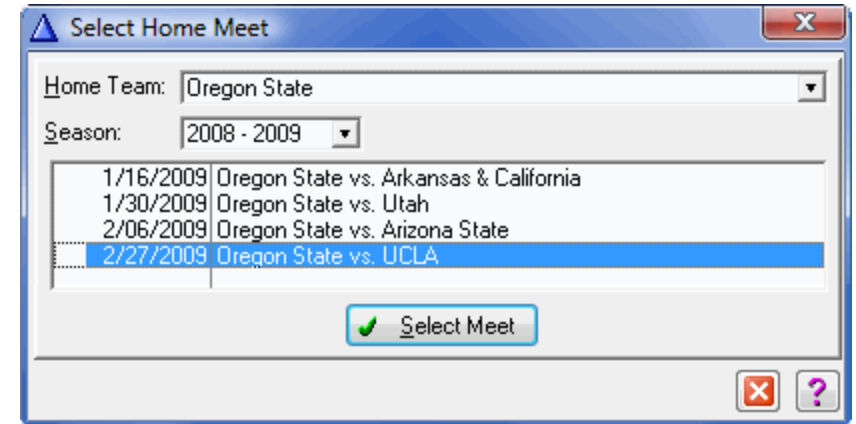 Select Home Meet
Home Team: Oregon State
Season: 2008 - 2009
1/16/2009 Oregon State vs. Arkansas & California
1/30/2009 Oregon State vs. Utah
2/06/2009 Oregon State vs. Arizona State
2/27/2009 Oregon State vs. UCLA
Select Meet
?